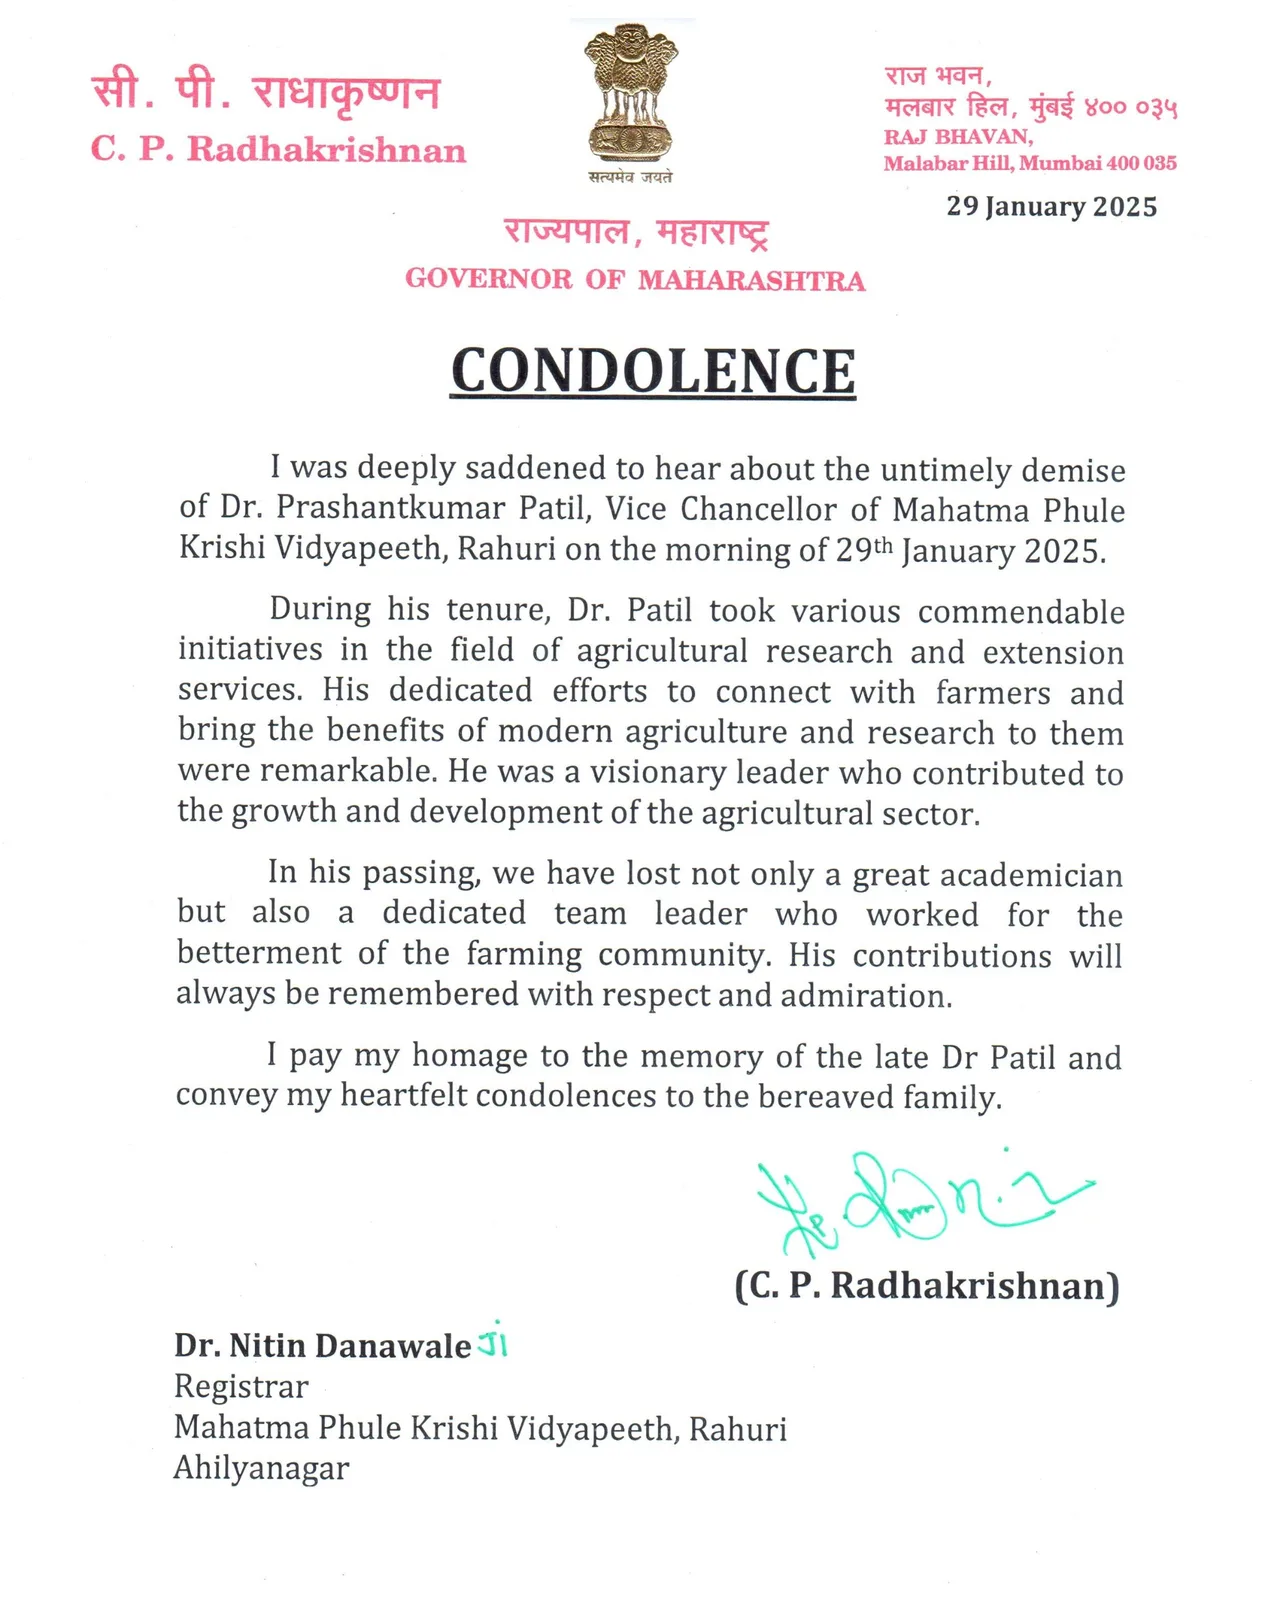 सी. पी. राधाकृष्णन
C. P. Radhakrishnan
सत्यमेव जयते
राज भवन,
मलबार हिल, मुंबई ४०० ०३५
RAJ BHAVAN,
Malabar Hill, Mumbai 400 035
29 January 2025
राज्यपाल, महाराष्ट्र
GOVERNOR OF MAHARASHTRA
CONDOLENCE
I was deeply saddened to hear about the untimely demise
of Dr. Prashantkumar Patil, Vice Chancellor of Mahatma Phule
Krishi Vidyapeeth, Rahuri on the morning of 29th January 2025.
During his tenure, Dr. Patil took various commendable
initiatives in the field of agricultural research and extension
services. His dedicated efforts to connect with farmers and
bring the benefits of modern agriculture and research to them
were remarkable. He was a visionary leader who contributed to
the growth and development of the agricultural sector.
In his passing, we have lost not only a great academician
but also a dedicated team leader who worked for the
betterment of the farming community. His contributions will
always be remembered with respect and admiration.
I pay my homage to the memory of the late Dr Patil and
convey my heartfelt condolences to the bereaved family.
(C. P. Radhakrishnan)
Dr. Nitin Danawale Ji
Registrar
Mahatma Phule Krishi Vidyapeeth, Rahuri
Ahilyanagar